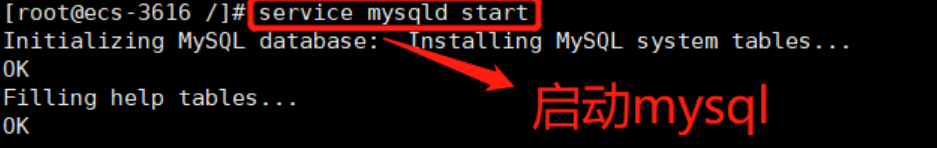 [root@ecs-3616 /]# service mysqld start
Initializing MySQL database:  Installing MySQL system tables...
OK
Filling help tables...
OK
启动mysql